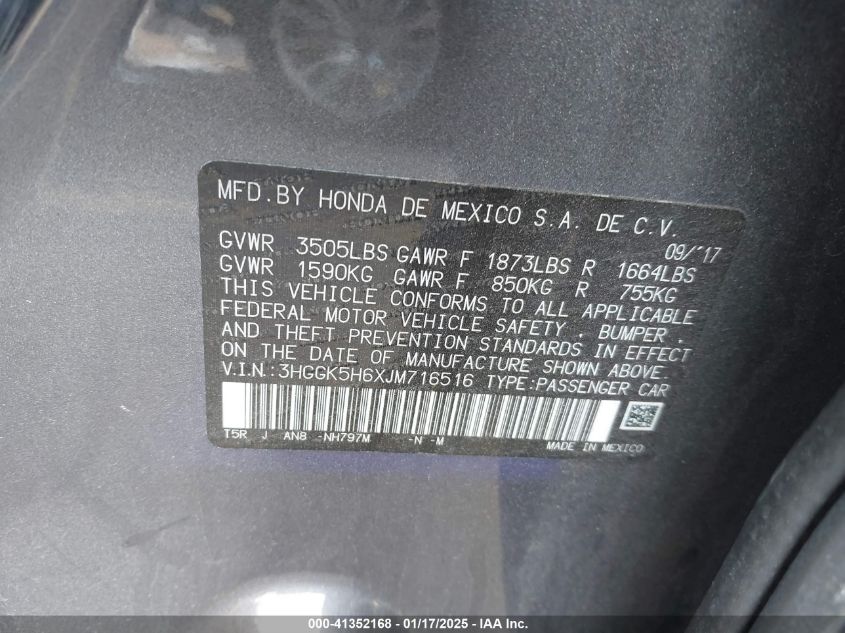 MFD.BY HONDA DE MEXICO S.A. DE C.V.
09/'17
GVWR 3505LBS GAWR F 1873LBS R 1664LBS
GVWR 1590KG GAWR F 850KG R 755KG
THIS VEHICLE CONFORMS TO ALL APPLICABLE
FEDERAL MOTOR VEHICLE SAFETY, BUMPER,
AND THEFT PREVENTION STANDARDS IN EFFECT
ON THE DATE OF MANUFACTURE SHOWN ABOVE.
V.I.N.:3HGGK5H6XJM716516 TYPE:PASSENGER CAR
T5R J AN8 -NH797M -N -M
MADE IN MEXICO
000-41352168 - 01/17/2025 - IAA Inc.